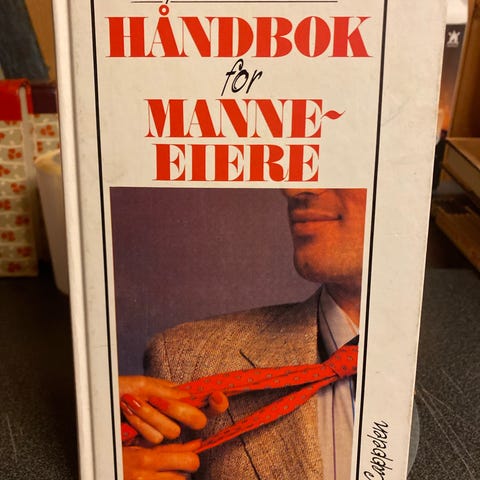 HÅNDBOK
for
MANNE-
EIERE
Cappelen